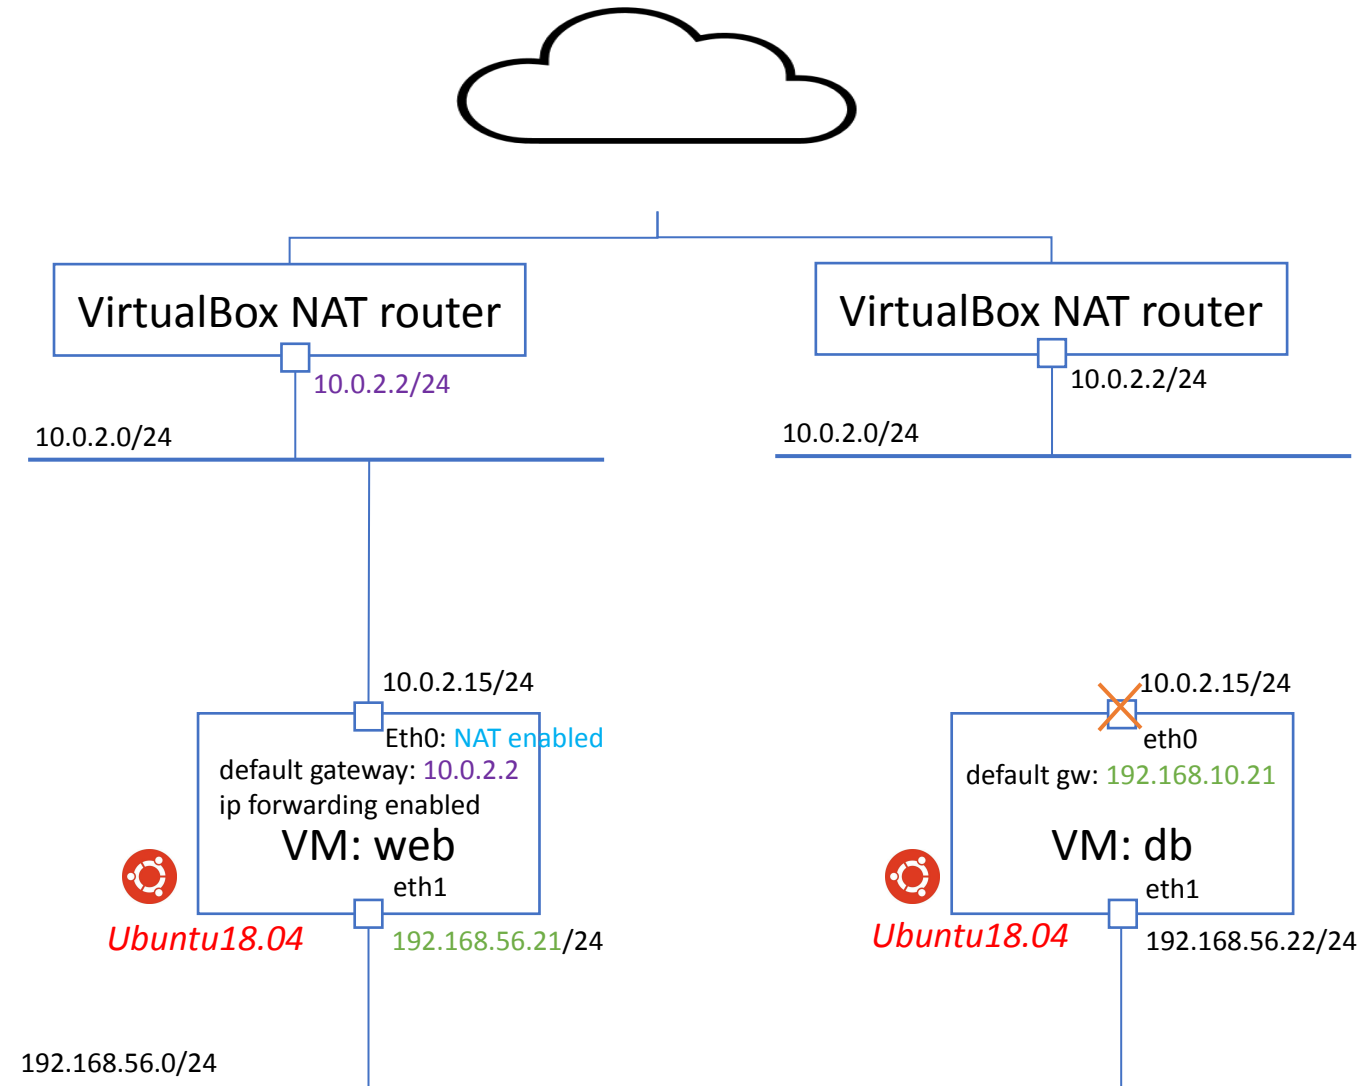 VirtualBox NAT router
10.0.2.2/24
10.0.2.0/24
VirtualBox NAT router
10.0.2.2/24
10.0.2.0/24
10.0.2.15/24
Eth0: NAT enabled
default gateway: 10.0.2.2
ip forwarding enabled
VM: web
eth1
Ubuntu18.04
192.168.56.21/24
192.168.56.0/24
10.0.2.15/24
eth0
default gw: 192.168.10.21
VM: db
eth1
Ubuntu18.04
192.168.56.22/24